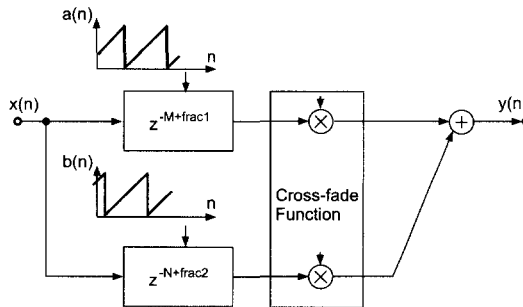 a(n)
n
x(n)
z^-M+frac1
y(n
b(n)
n
Cross-fade
Function
z^-N+frac2